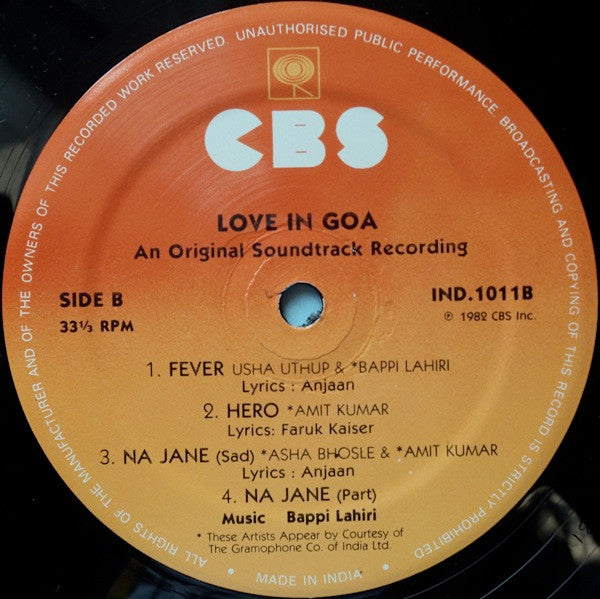 ALL RIGHTS OF THE MANUFACTURER AND OF THE OWNERS OF THIS RECORDED WORK RESERVED. UNAUTHORISED PUBLIC PERFORMANCE, BROADCASTING AND COPYING OF THIS RECORD IS STRICTLY PROHIBITED
CBS
LOVE IN GOA
An Original Soundtrack Recording
SIDE B
33⅓ RPM
IND.1011B
℗ 1982 CBS Inc.
1. FEVER USHA UTHUP & *BAPPI LAHIRI
Lyrics : Anjaan
2. HERO *AMIT KUMAR
Lyrics: Faruk Kaiser
3. NA JANE (Sad) *ASHA BHOSLE & *AMIT KUMAR
Lyrics : Anjaan
4. NA JANE (Part)
Music Bappi Lahiri
* These Artists Appear by Courtesy of
The Gramophone Co. of India Ltd.
• MADE IN INDIA •